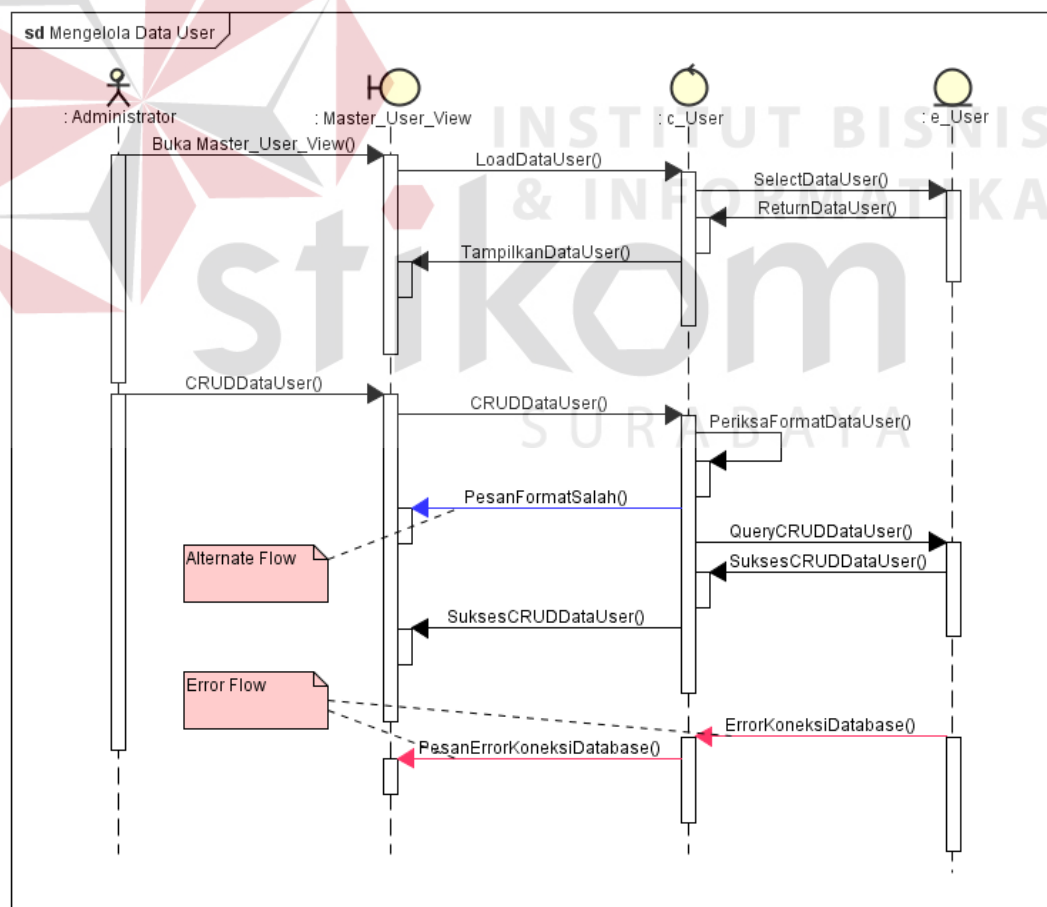 sd Mengelola Data User
: Administrator
: Master_User_View
: c_User
: e_User
INSTITUT BISNIS
& INFORMATIKA
stikom
SURABAYA
Buka Master_User_View()
LoadDataUser()
SelectDataUser()
ReturnDataUser()
TampilkanDataUser()
CRUDDataUser()
CRUDDataUser()
PeriksaFormatDataUser()
PesanFormatSalah()
QueryCRUDDataUser()
Alternate Flow
SuksesCRUDDataUser()
SuksesCRUDDataUser()
Error Flow
ErrorKoneksiDatabase()
PesanErrorKoneksiDatabase()